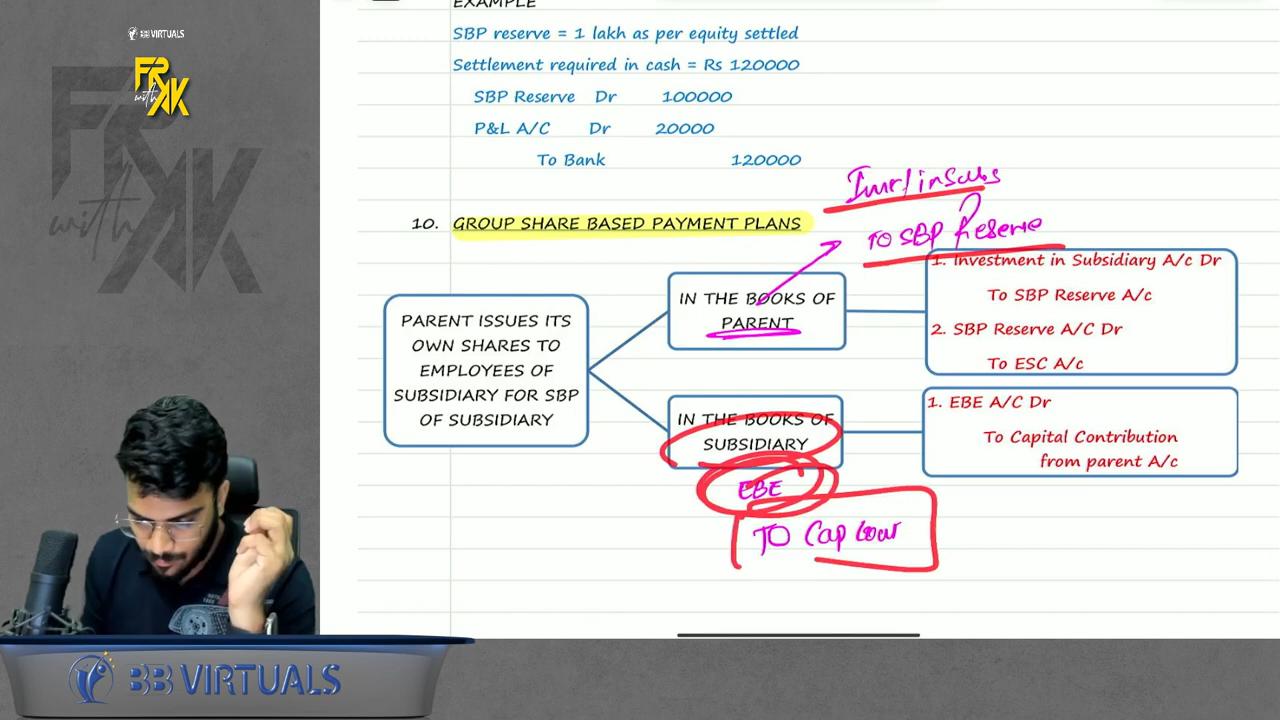 EXAMPLE
BB VIRTUALS
FR
with
AK
FR
with
AK
SBP reserve = 1 lakh as per equity settled
Settlement required in cash = Rs 120000
SBP Reserve Dr 100000
P&L A/C Dr 20000
To Bank 120000
10. GROUP SHARE BASED PAYMENT PLANS
To SBP Reserve
PARENT ISSUES ITS
OWN SHARES TO
EMPLOYEES OF
SUBSIDIARY FOR SBP
OF SUBSIDIARY
IN THE BOOKS OF
PARENT
1. Investment in Subsidiary A/c Dr
To SBP Reserve A/c
2. SBP Reserve A/C Dr
To ESC A/c
IN THE BOOKS OF
SUBSIDIARY
1. EBE A/C Dr
To Capital Contribution
from parent A/c
EBE
TO Cap
BB VIRTUALS